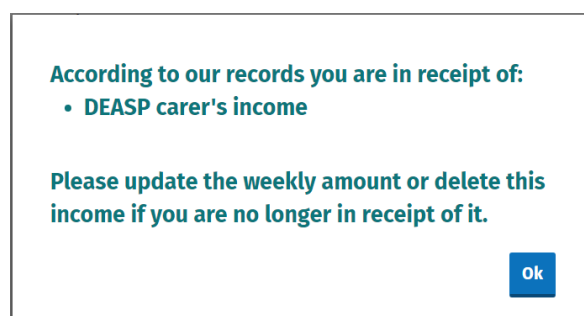 According to our records you are in receipt of:
• DEASP carer's income
Please update the weekly amount or delete this
income if you are no longer in receipt of it.
Ok